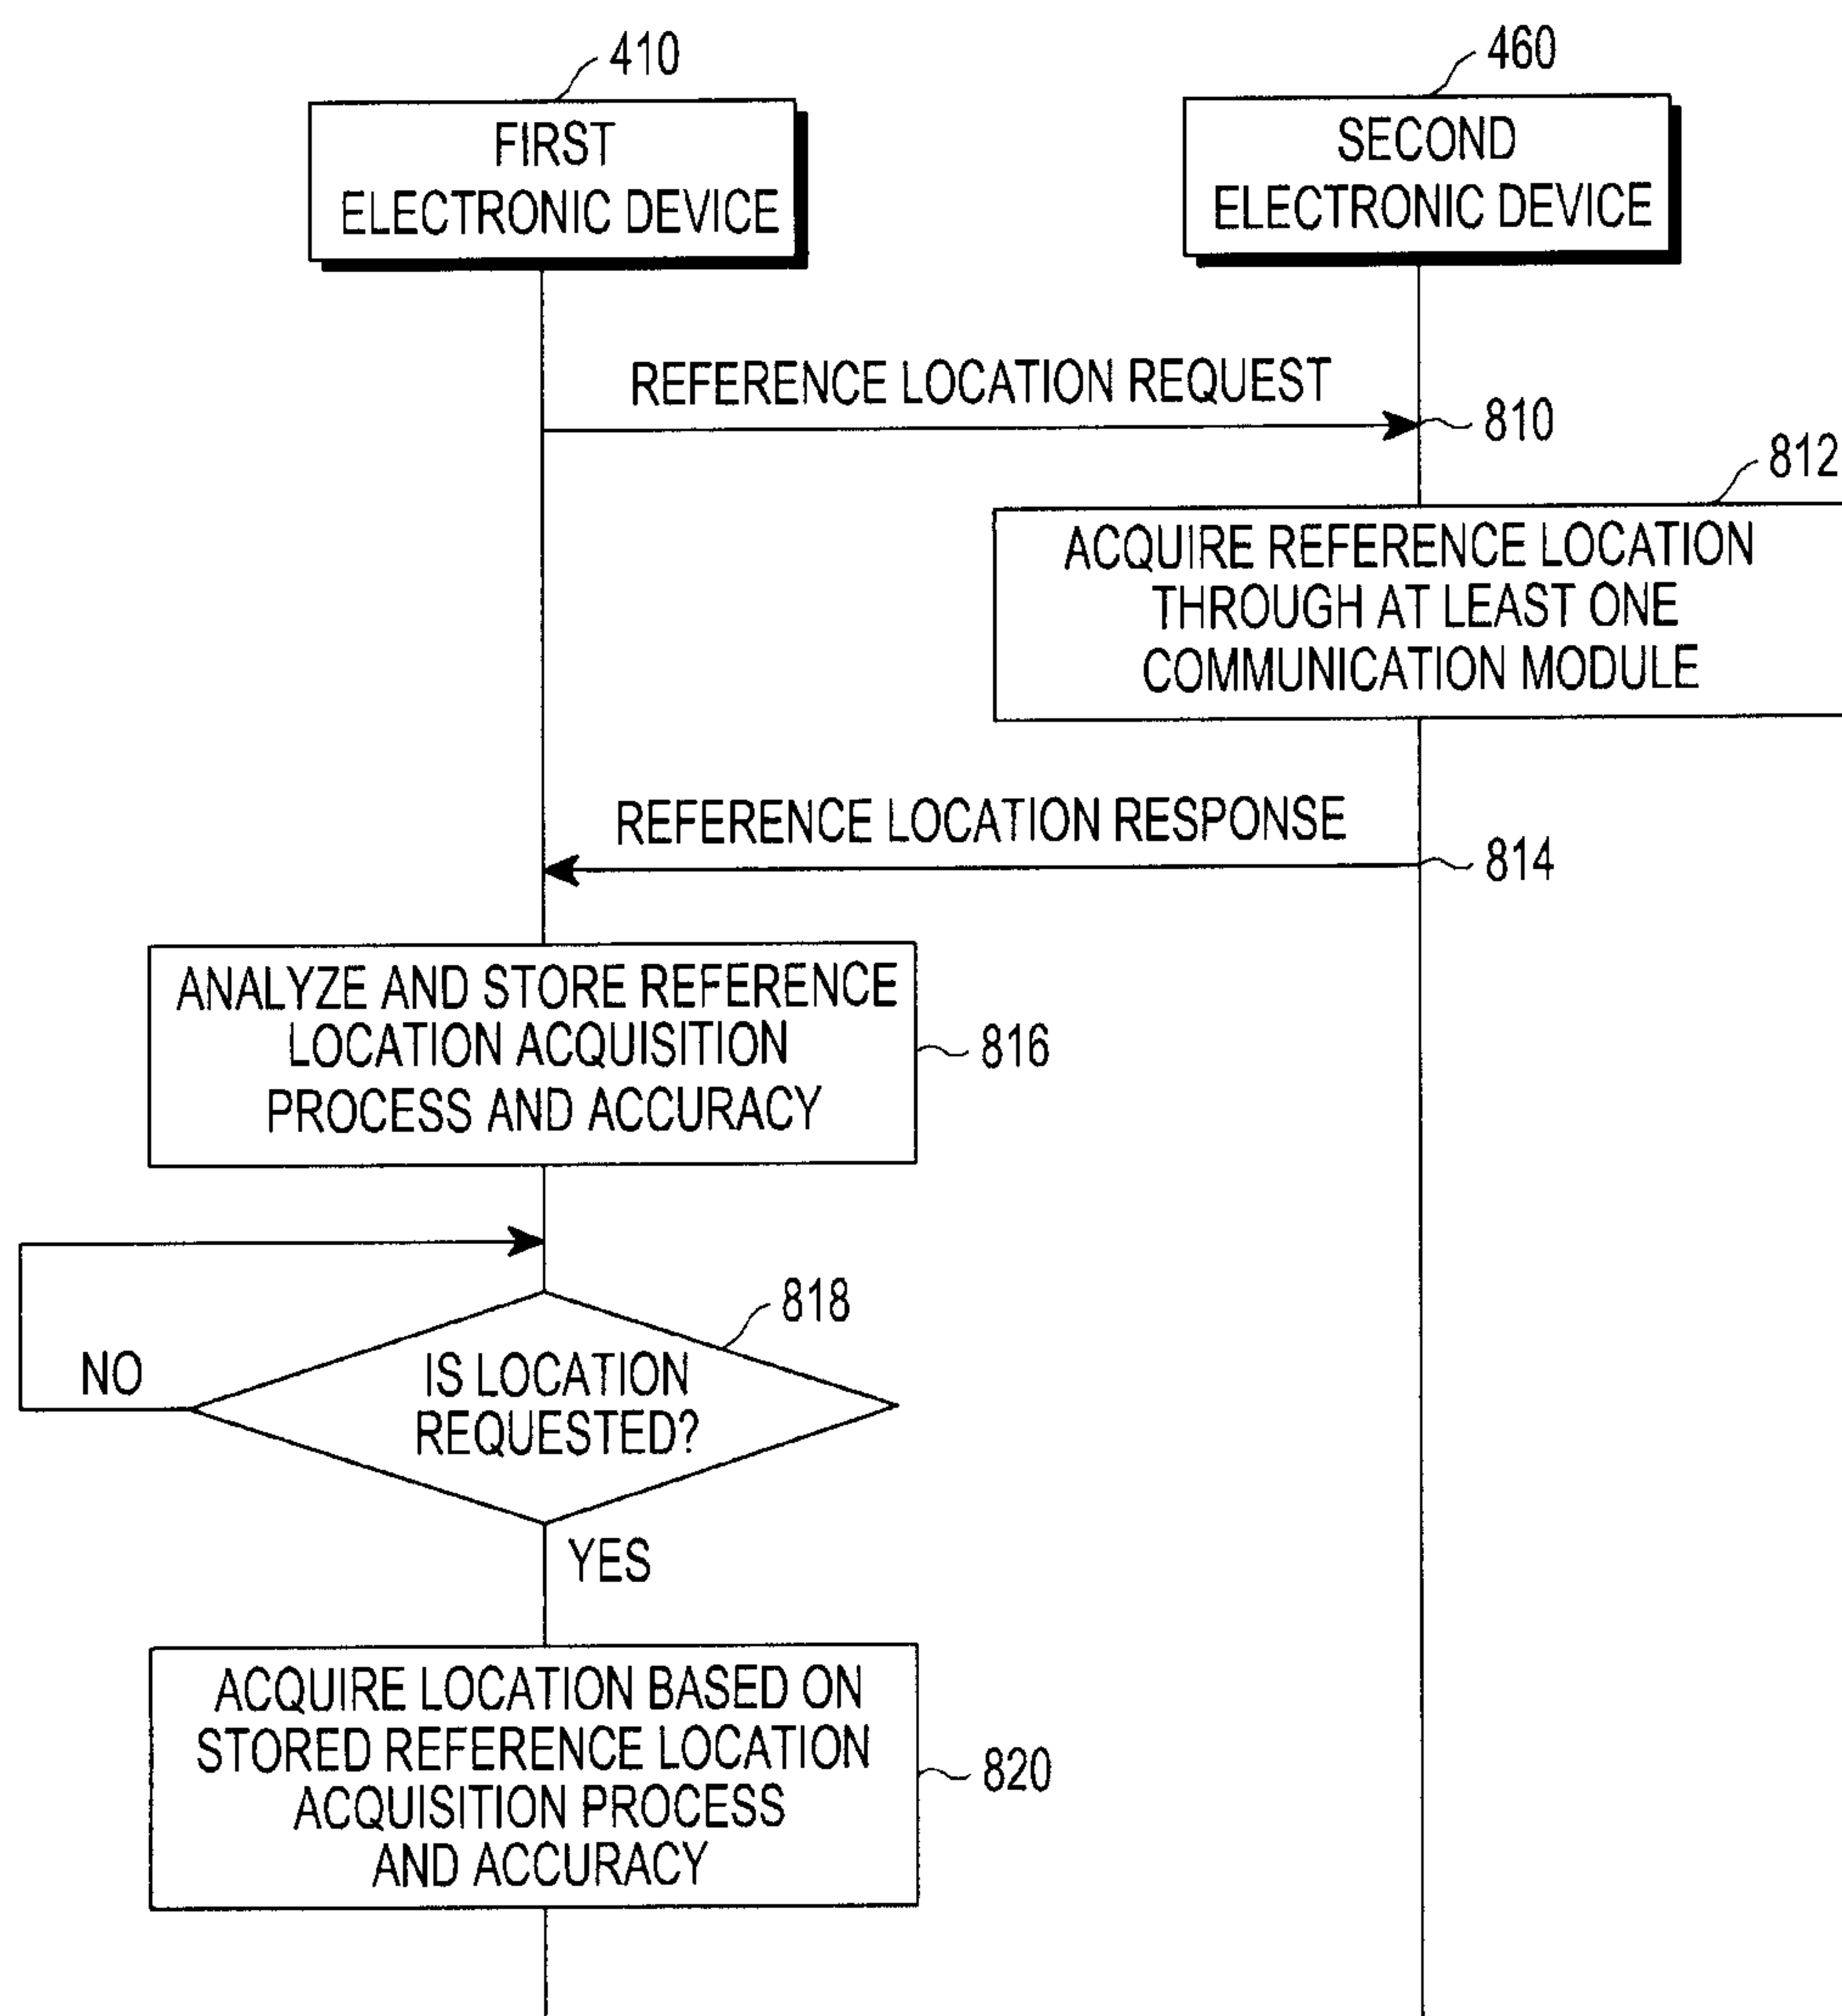 410
460
FIRST
ELECTRONIC DEVICE
SECOND
ELECTRONIC DEVICE
REFERENCE LOCATION REQUEST
810
812
ACQUIRE REFERENCE LOCATION
THROUGH AT LEAST ONE
COMMUNICATION MODULE
REFERENCE LOCATION RESPONSE
814
ANALYZE AND STORE REFERENCE
LOCATION ACQUISITION
PROCESS AND ACCURACY
816
818
NO
IS LOCATION
REQUESTED?
YES
ACQUIRE LOCATION BASED ON
STORED REFERENCE LOCATION
ACQUISITION PROCESS
AND ACCURACY
820